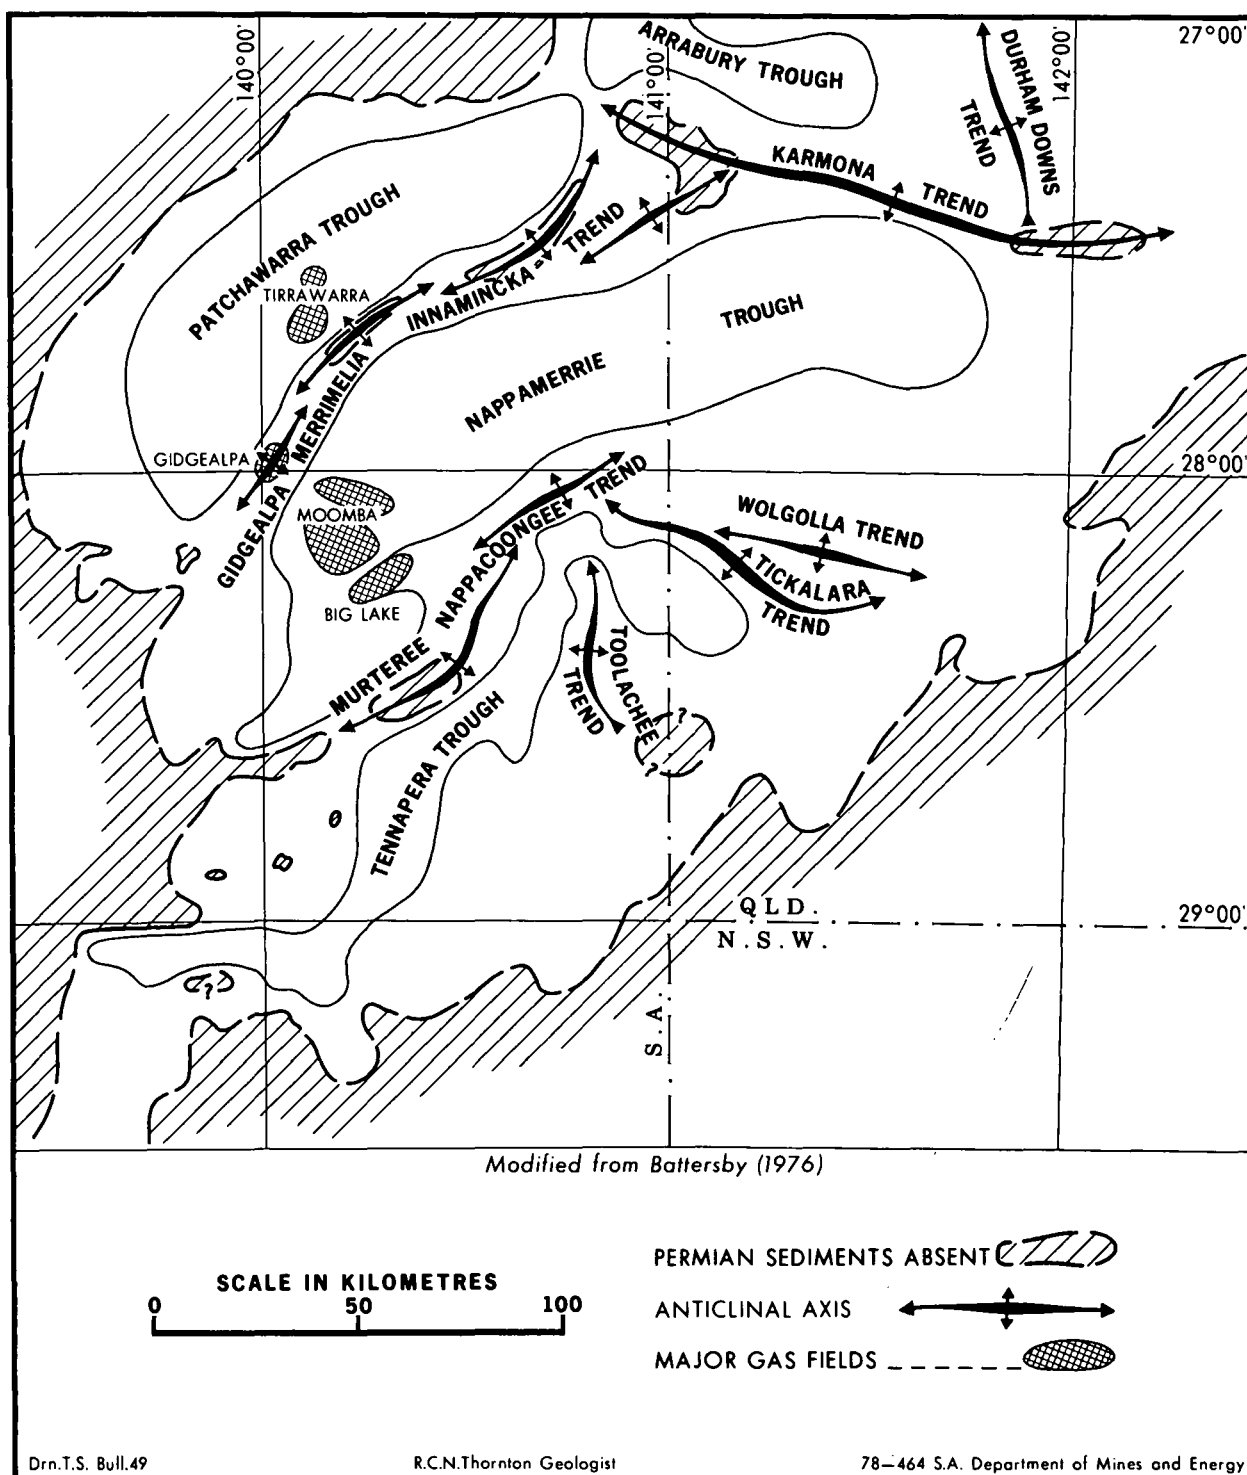 27°00'
140°00'
141°00'
142°00'
ARRABURY TROUGH
DURHAM DOWNS
TREND
KARMONA
TREND
PATCHAWARRA TROUGH
TIRRAWARRA
INNAMINCKA
TREND
NAPPAMERRIE
TROUGH
GIDGEALPA
GIDGEALPA
MERRIMELIA
28°00'
MOOMBA
BIG LAKE
MURTEREE
NAPPACOONGEE
TREND
WOLGOLLA TREND
TICKALARA
TREND
TOOLACHEE
TREND
?
?
TENNAPERA TROUGH
QLD.
N.S.W.
29°00'
?
S.A.
Modified from Battersby (1976)
SCALE IN KILOMETRES
0 50 100
PERMIAN SEDIMENTS ABSENT
ANTICLINAL AXIS
MAJOR GAS FIELDS
Drn.T.S. Bull.49
R.C.N.Thornton Geologist
78–464 S.A. Department of Mines and Energy